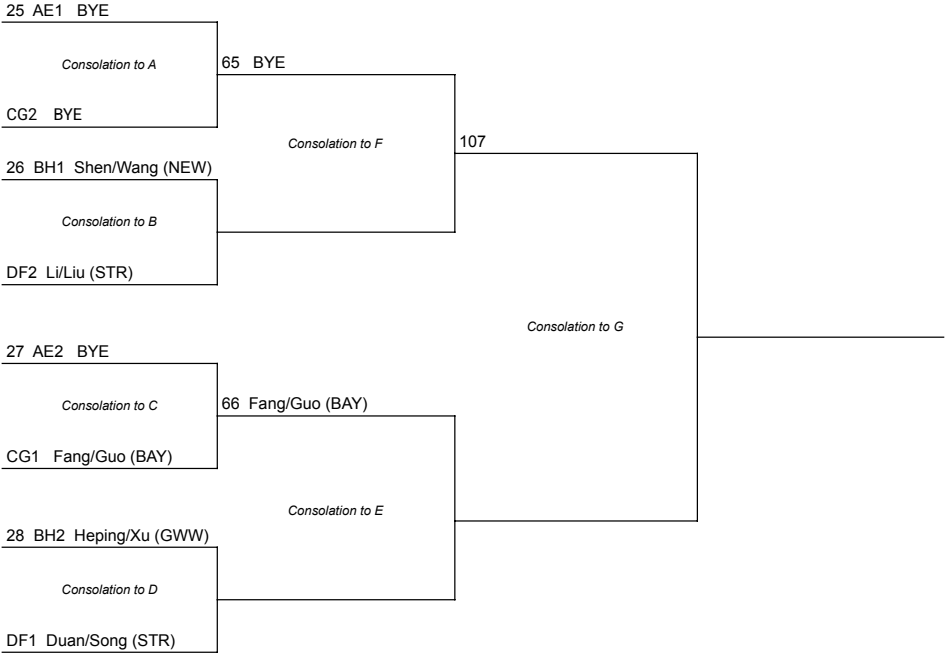 25 AE1 BYE
Consolation to A
65 BYE
CG2 BYE
Consolation to F
107
26 BH1 Shen/Wang (NEW)
Consolation to B
DF2 Li/Liu (STR)
Consolation to G
27 AE2 BYE
Consolation to C
66 Fang/Guo (BAY)
CG1 Fang/Guo (BAY)
Consolation to E
28 BH2 Heping/Xu (GWW)
Consolation to D
DF1 Duan/Song (STR)